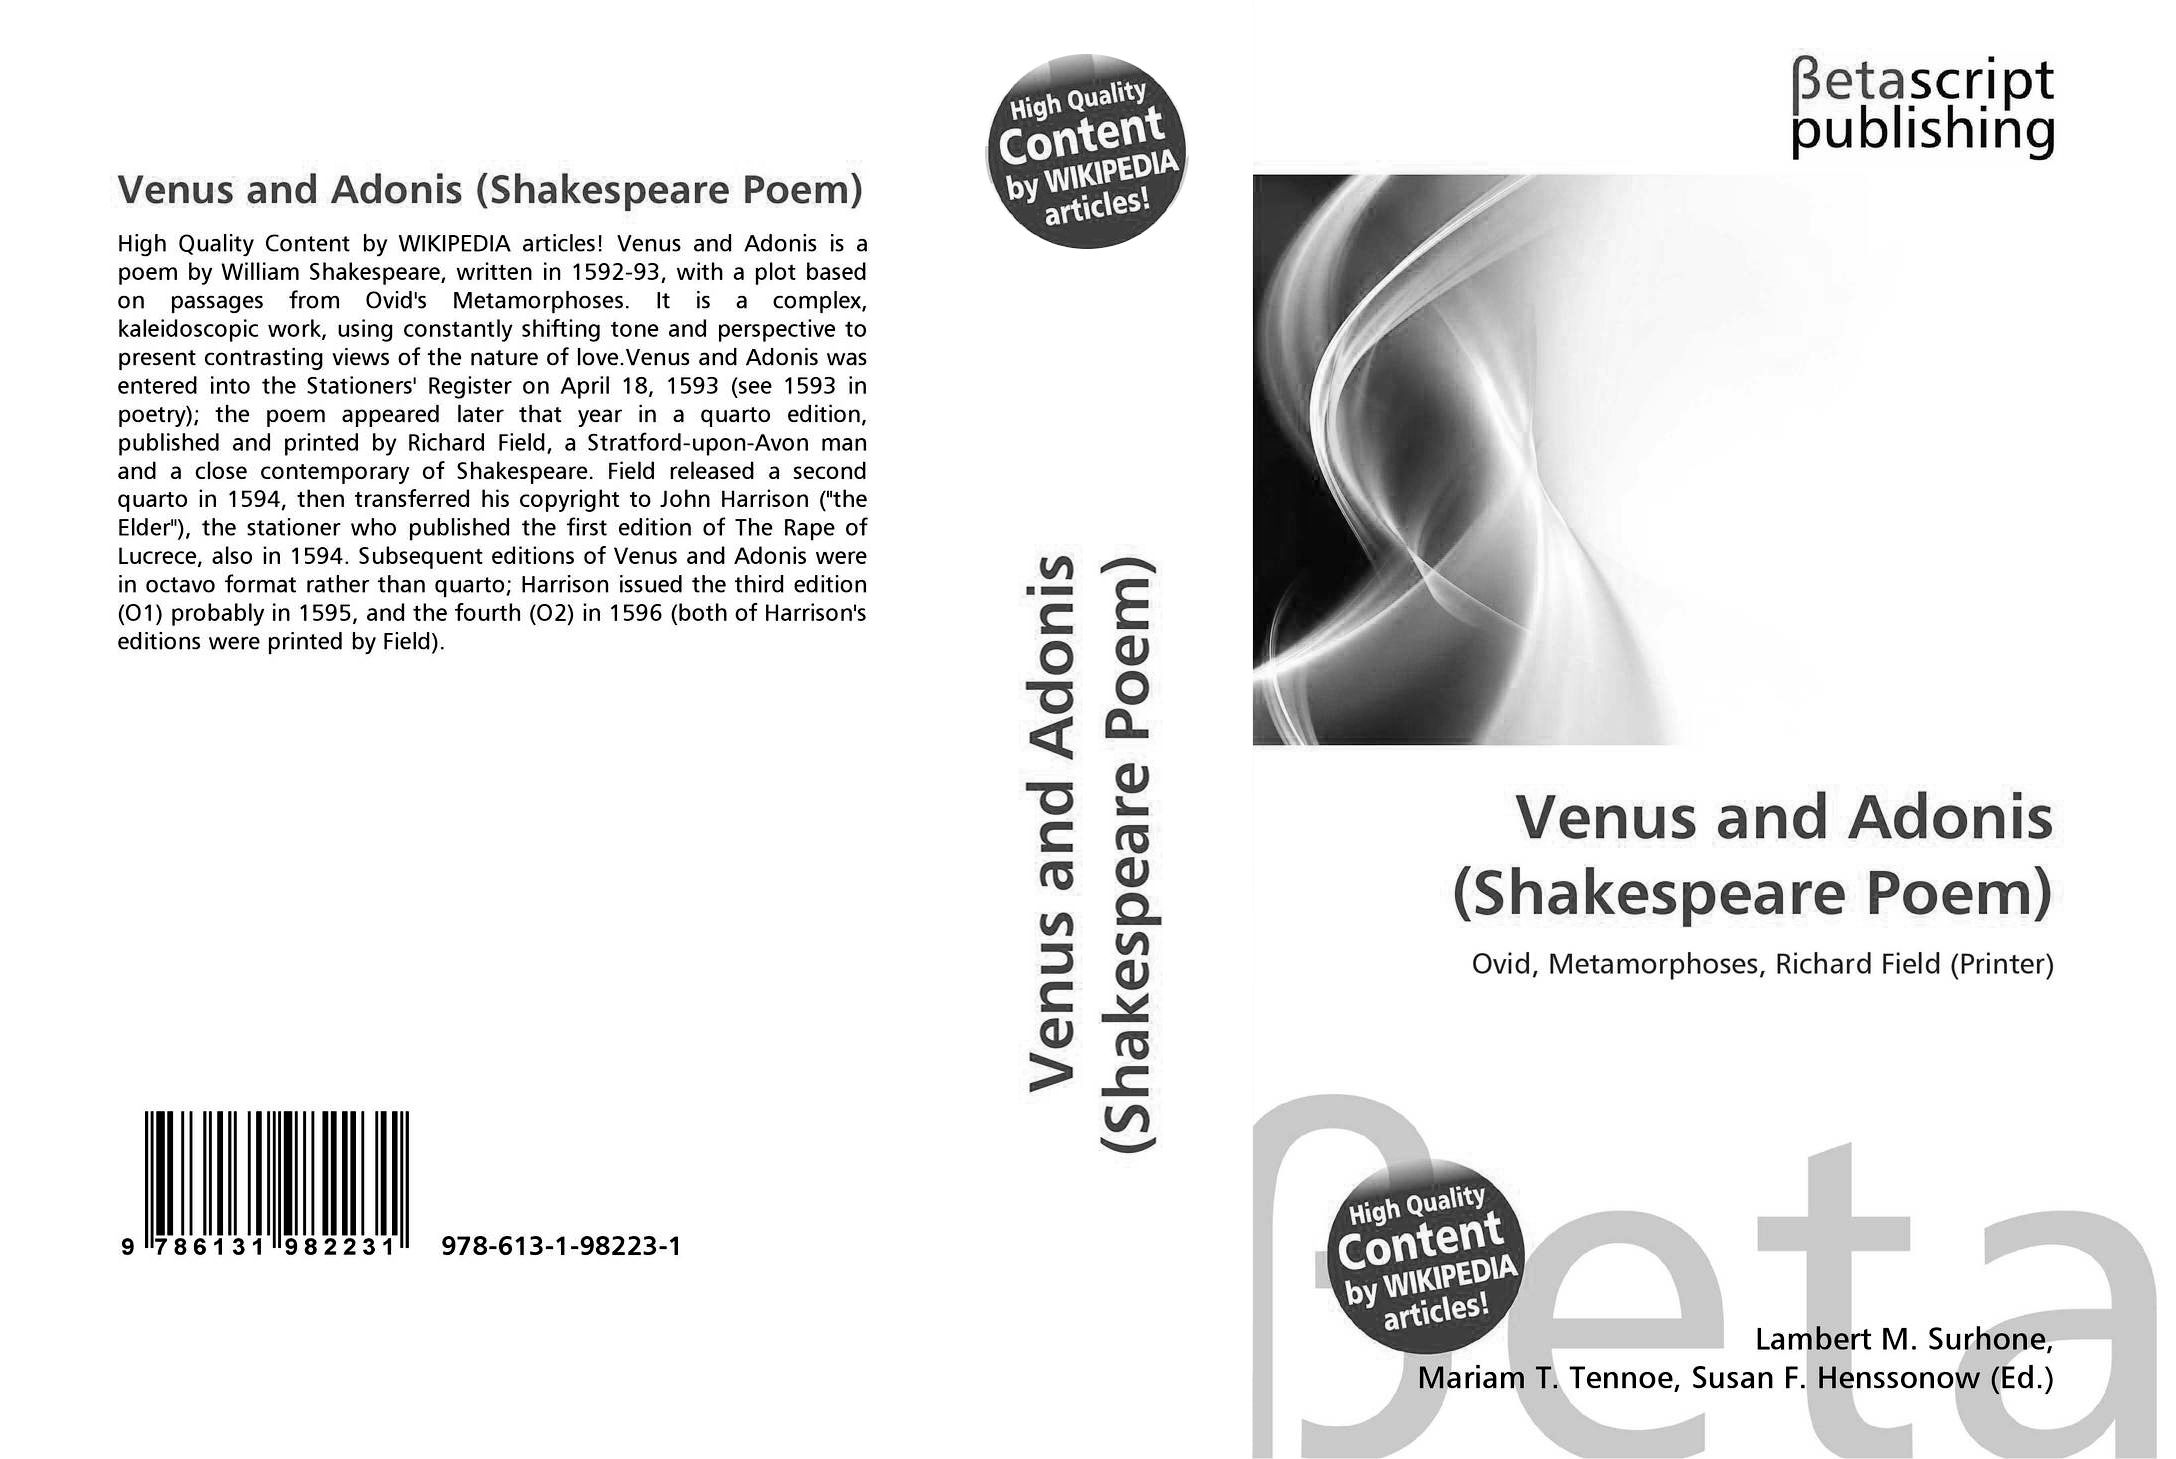 Venus and Adonis (Shakespeare Poem)
High Quality Content by WIKIPEDIA articles! Venus and Adonis is a
poem by William Shakespeare, written in 1592-93, with a plot based
on passages from Ovid's Metamorphoses. It is a complex,
kaleidoscopic work, using constantly shifting tone and perspective to
present contrasting views of the nature of love.Venus and Adonis was
entered into the Stationers' Register on April 18, 1593 (see 1593 in
poetry); the poem appeared later that year in a quarto edition,
published and printed by Richard Field, a Stratford-upon-Avon man
and a close contemporary of Shakespeare. Field released a second
quarto in 1594, then transferred his copyright to John Harrison ("the
Elder"), the stationer who published the first edition of The Rape of
Lucrece, also in 1594. Subsequent editions of Venus and Adonis were
in octavo format rather than quarto; Harrison issued the third edition
(O1) probably in 1595, and the fourth (O2) in 1596 (both of Harrison's
editions were printed by Field).
9 786131 982231
978-613-1-98223-1
High Quality
Content
by WIKIPEDIA
articles!
Venus and Adonis
(Shakespeare Poem)
βetascript
publishing
Venus and Adonis
(Shakespeare Poem)
Ovid, Metamorphoses, Richard Field (Printer)
βeta
High Quality
Content
by WIKIPEDIA
articles!
Lambert M. Surhone,
Mariam T. Tennoe, Susan F. Henssonow (Ed.)